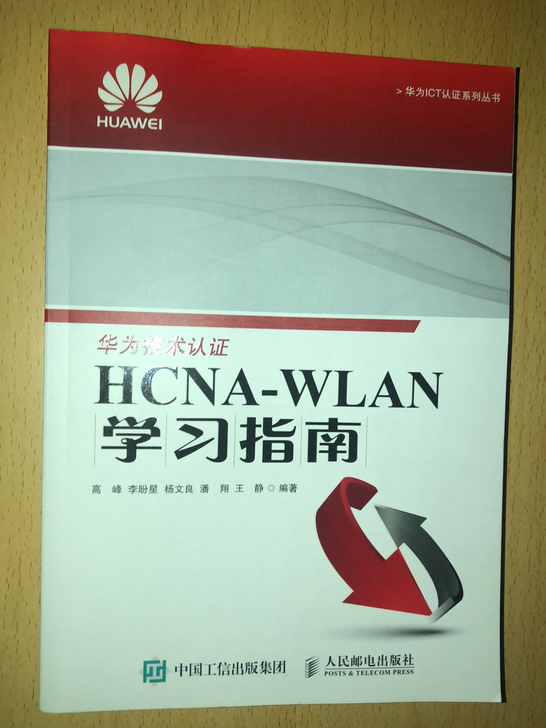 HUAWEI
> 华为ICT认证系列丛书
华为技术认证
HCNA-WLAN
学习指南
高 峰 李盼星 杨文良 潘 翔 王 静 ◎ 编著
中国工信出版集团
人民邮电出版社
POSTS & TELECOM PRESS